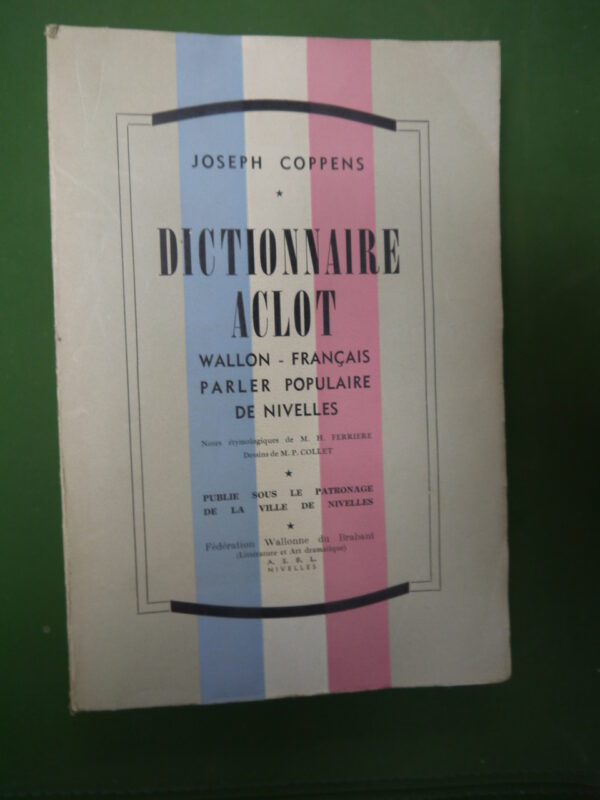 JOSEPH COPPENS
★
DICTIONNAIRE
ACLOT
WALLON - FRANÇAIS
PARLER POPULAIRE
DE NIVELLES
Notes étymologiques de M. H. FERRIERE
Dessins de M. P. COLLET
★
PUBLIE SOUS LE PATRONAGE
DE LA VILLE DE NIVELLES
★
Fédération Wallonne du Brabant
(Littérature et Art dramatique)
A. S. B. L.
NIVELLES